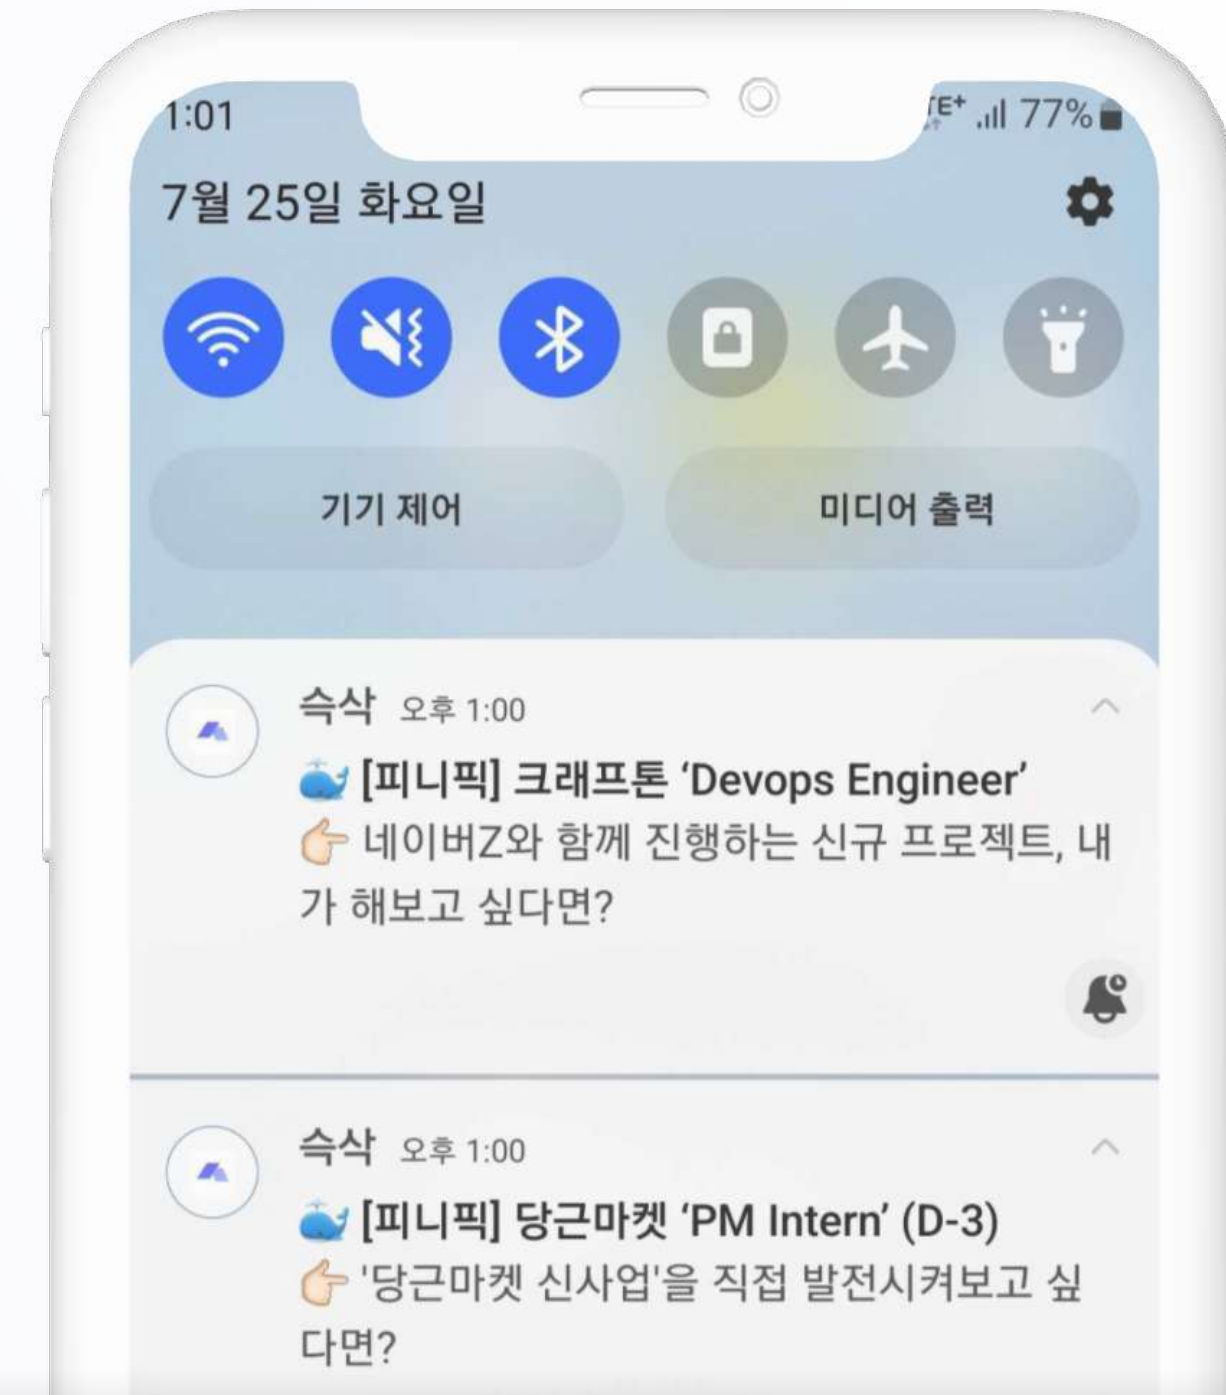 1:01
77%
7월 25일 화요일
기기 제어
미디어 출력
슥삭 오후 1:00
🐳 [피니픽] 크래프톤 ‘Devops Engineer’
👉🏻 네이버Z와 함께 진행하는 신규 프로젝트, 내
가 해보고 싶다면?
슥삭 오후 1:00
🐳 [피니픽] 당근마켓 ‘PM Intern’ (D-3)
👉🏻 '당근마켓 신사업'을 직접 발전시켜보고 싶
다면?